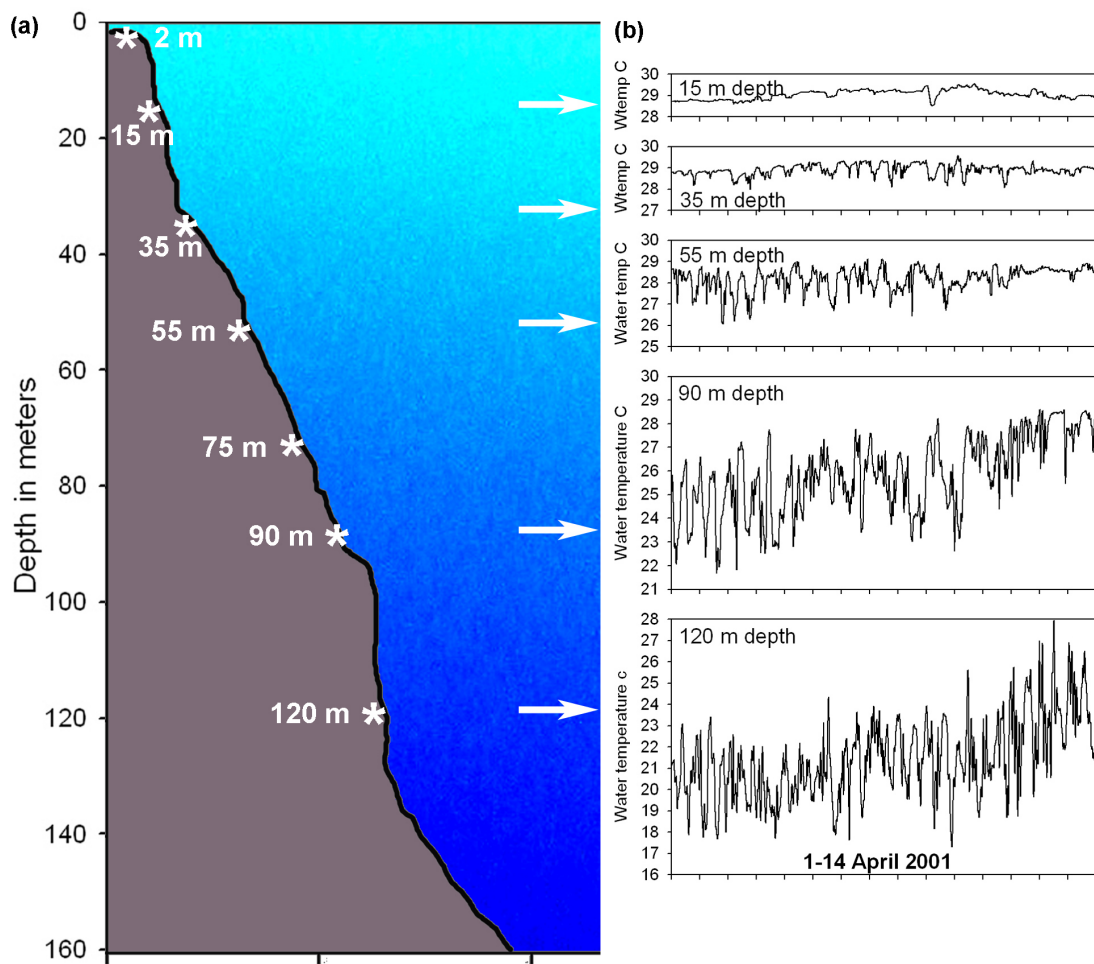 (a)
0
20
40
60
80
100
120
140
160
Depth in meters
2 m
15 m
35 m
55 m
75 m
90 m
120 m
(b)
Wtemp C
30
29
28
15 m depth
Wtemp C
30
29
28
27
35 m depth
Water temp c
30
29
28
27
26
25
55 m depth
Water temperature C
30
29
28
27
26
25
24
23
22
21
90 m depth
Water temperature c
28
27
26
25
24
23
22
21
20
19
18
17
16
120 m depth
1-14 April 2001